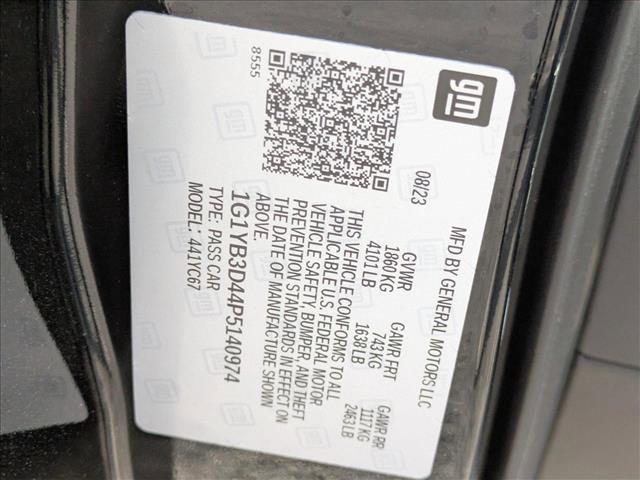 gm
MFD BY GENERAL MOTORS LLC
08/23
GVWR GAWR FRT GAWR RR
1860 KG 743 KG 1117 KG
4101 LB 1638 LB 2463 LB
THIS VEHICLE CONFORMS TO ALL
APPLICABLE U.S. FEDERAL MOTOR
VEHICLE SAFETY, BUMPER, AND THEFT
PREVENTION STANDARDS IN EFFECT ON
THE DATE OF MANUFACTURE SHOWN
ABOVE.
8555
1G1YB3D44P5140974
TYPE: PASS CAR
MODEL: 441YC67